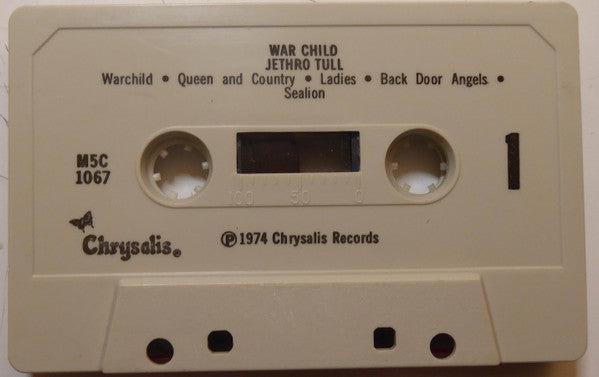 WAR CHILD
JETHRO TULL
Warchild • Queen and Country • Ladies • Back Door Angels •
Sealion
M5C
1067
1
100 50 0
Chrysalis®
Ⓟ 1974 Chrysalis Records